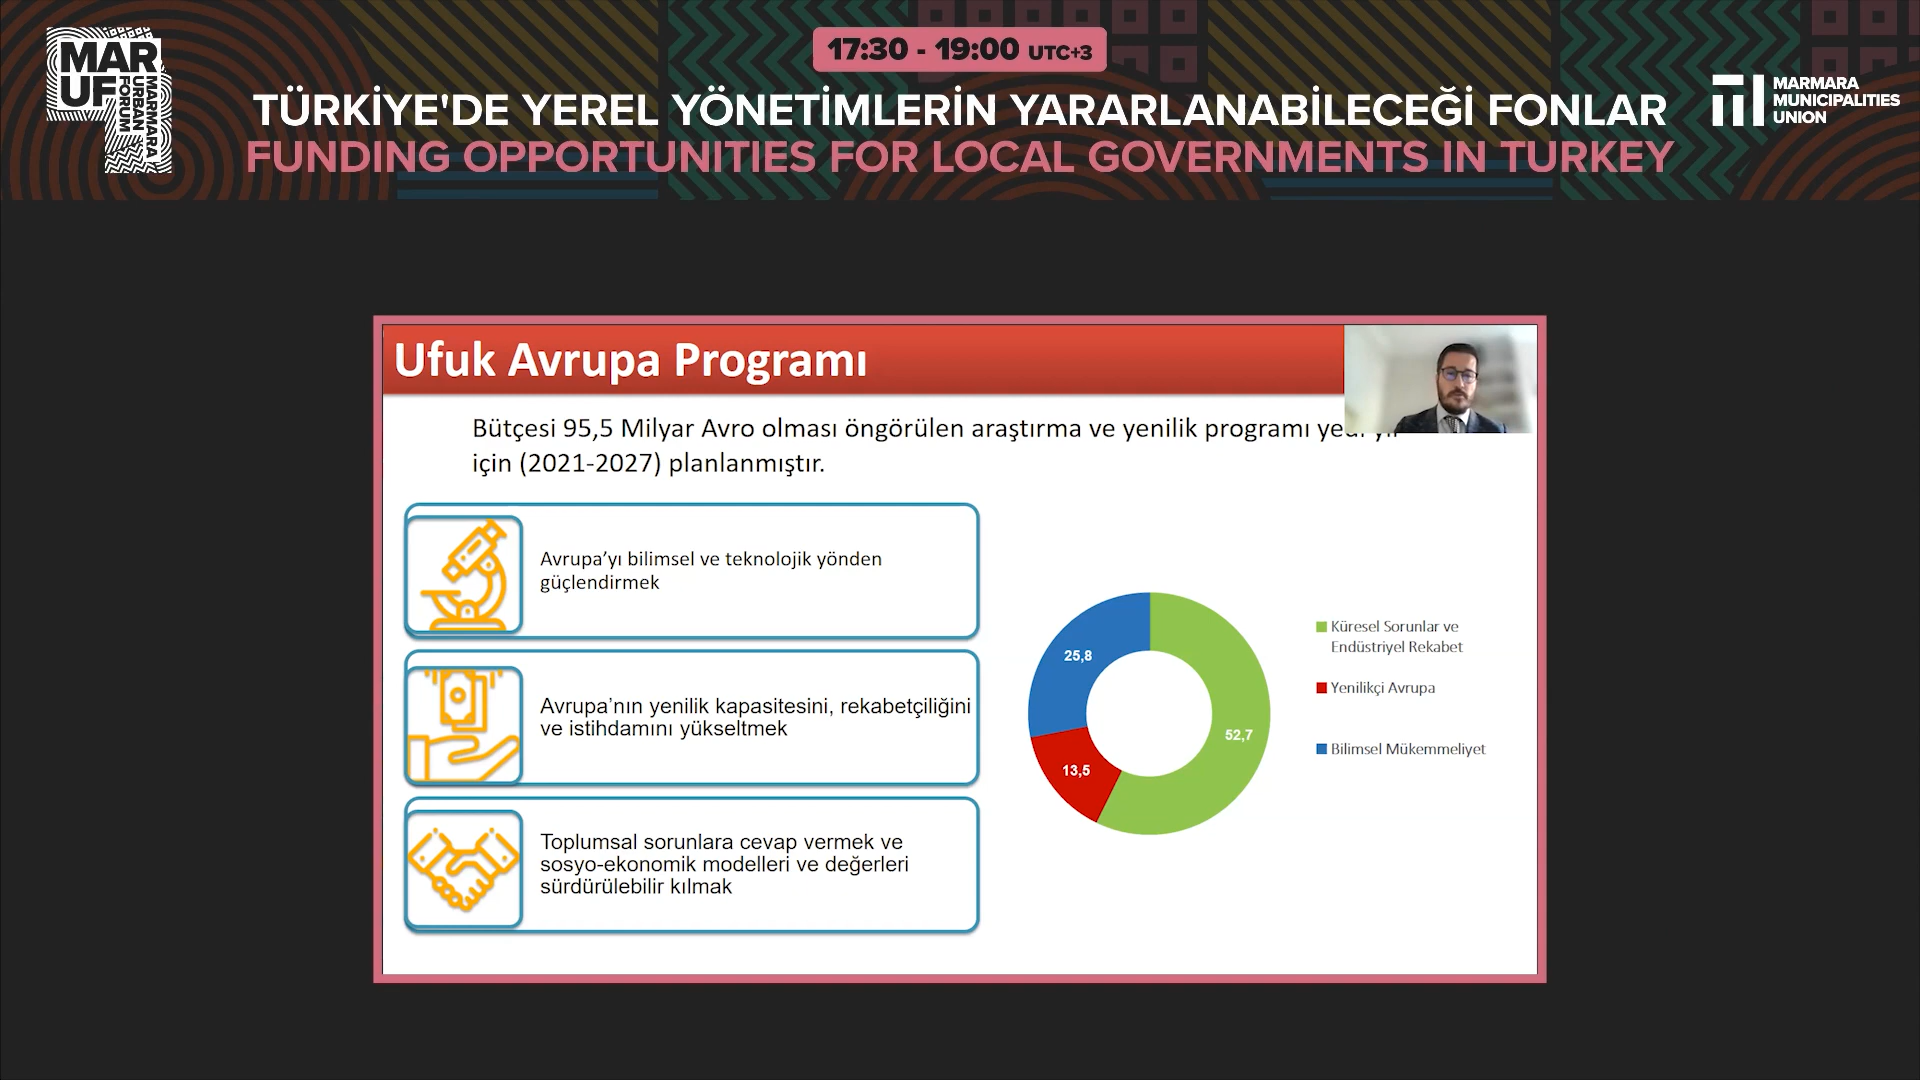 MAR
UF
MARMARA
URBAN
FORUM
17:30 - 19:00 UTC+3
TÜRKİYE'DE YEREL YÖNETİMLERİN YARARLANABİLECEĞİ FONLAR
FUNDING OPPORTUNITIES FOR LOCAL GOVERNMENTS IN TURKEY
MARMARA
MUNICIPALITIES
UNION
Ufuk Avrupa Programı
Bütçesi 95,5 Milyar Avro olması öngörülen araştırma ve yenilik programı
için (2021-2027) planlanmıştır.
Avrupa’yı bilimsel ve teknolojik yönden
güçlendirmek
Avrupa’nın yenilik kapasitesini, rekabetçiliğini
ve istihdamını yükseltmek
Toplumsal sorunlara cevap vermek ve
sosyo-ekonomik modelleri ve değerleri
sürdürülebilir kılmak
25,8
52,7
13,5
Küresel Sorunlar ve
Endüstriyel Rekabet
Yenilikçi Avrupa
Bilimsel Mükemmeliyet